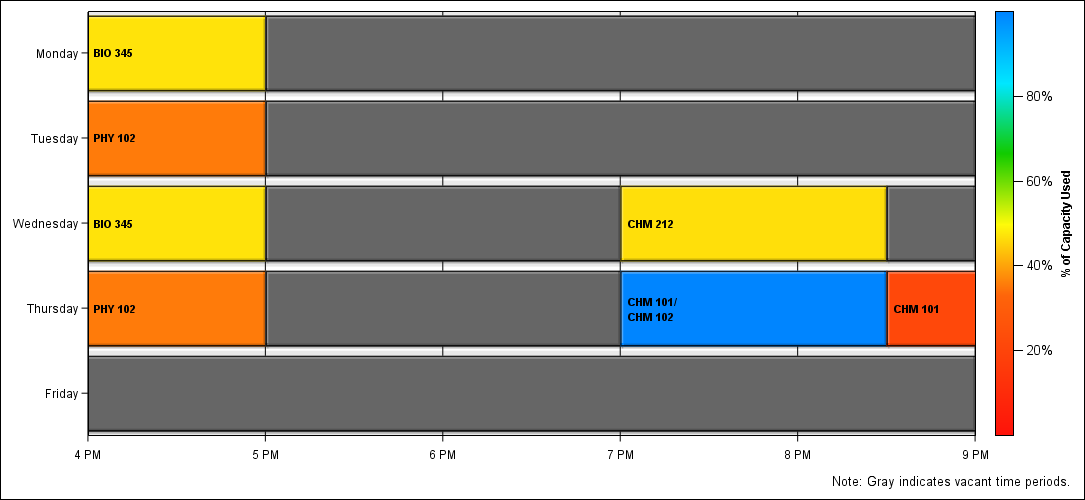 Monday
BIO 345
Tuesday
PHY 102
Wednesday
BIO 345
CHM 212
Thursday
PHY 102
CHM 101/
CHM 102
CHM 101
Friday
4 PM
5 PM
6 PM
7 PM
8 PM
9 PM
80%
60%
40%
20%
% of Capacity Used
Note: Gray indicates vacant time periods.